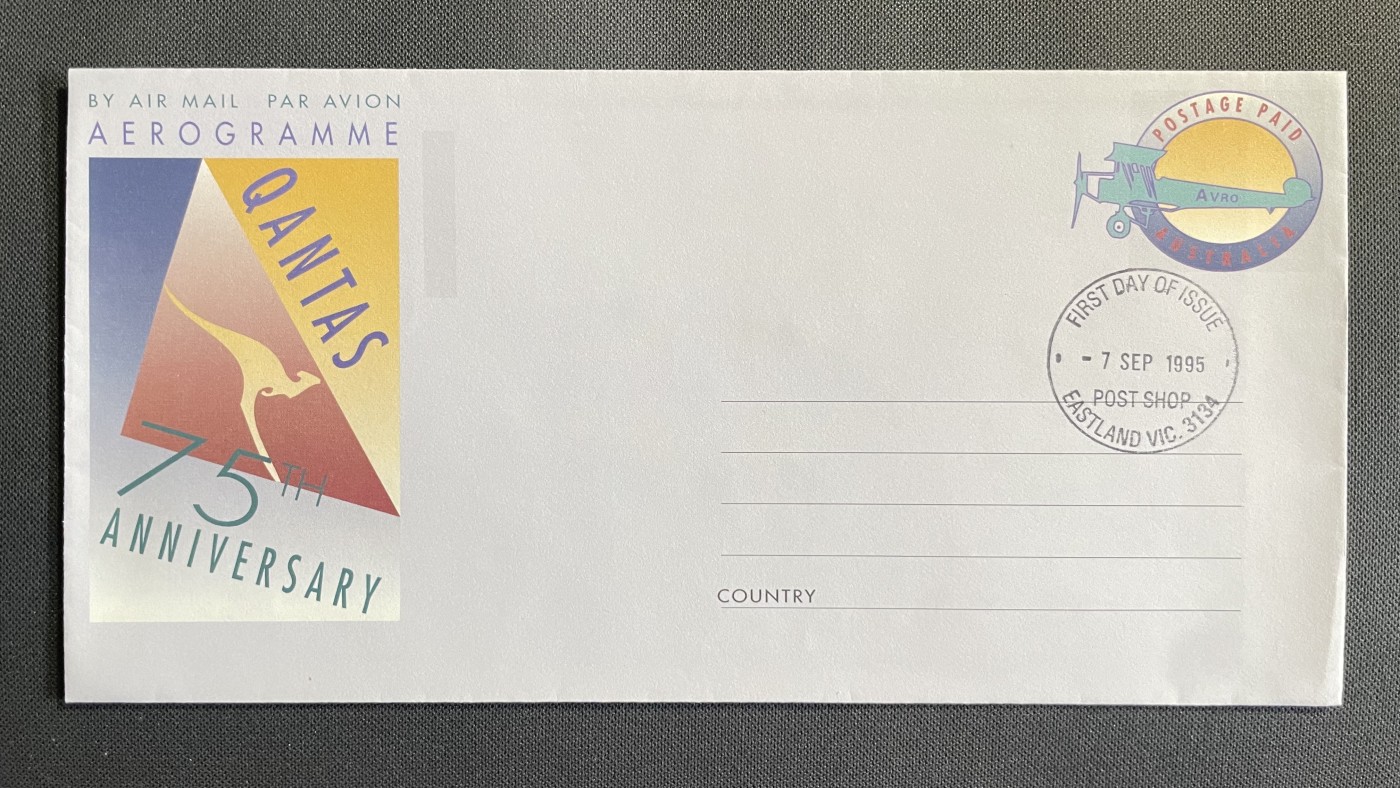 BY AIR MAIL PAR AVION
AEROGRAMME
QANTAS
75TH
ANNIVERSARY
POSTAGE PAID
AVRO
AUSTRALIA
FIRST DAY OF ISSUE
- 7 SEP 1995
POST SHOP
EASTLAND VIC. 3134
COUNTRY